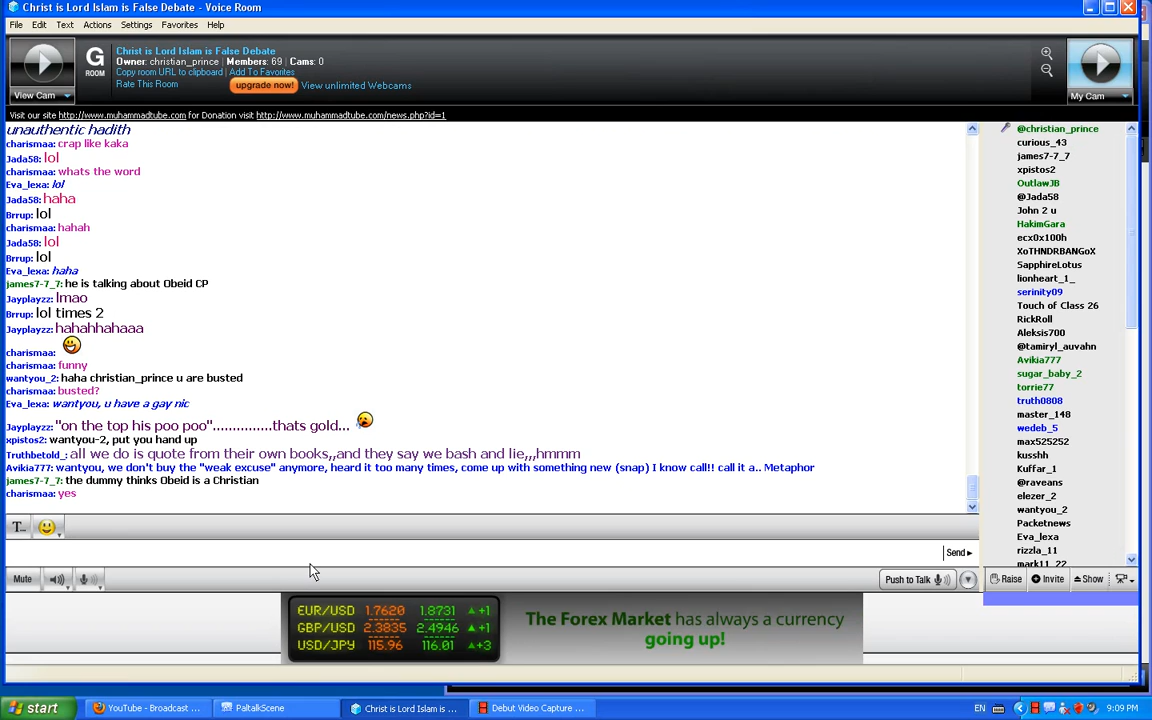 Christ is Lord Islam is False Debate - Voice Room
File Edit Text Actions Settings Favorites Help
G ROOM
Christ is Lord Islam is False Debate
Owner: christian_prince | Members: 69 | Cams: 0
Copy room URL to clipboard | Add To Favorites
Rate This Room
upgrade now! View unlimited Webcams
View Cam
My Cam
Visit our site http://www.muhammadtube.com for Donation visit http://www.muhammadtube.com/news.php?id=1
unauthentic hadith
charismaa: crap like kaka
Jada58: lol
charismaa: whats the word
Eva_lexa: lol
Jada58: haha
Brrup: lol
charismaa: hahah
Jada58: lol
Brrup: lol
Eva_lexa: haha
james7-7_7: he is talking about Obeid CP
Jayplayzz: lmao
Brrup: lol times 2
Jayplayzz: hahahhahaaa
charismaa:
charismaa: funny
wantyou_2: haha christian_prince u are busted
charismaa: busted?
Eva_lexa: wantyou, u have a gay nic
Jayplayzz: "on the top his poo poo"...............thats gold...
xpistos2: wantyou-2, put you hand up
Truthbetold_: all we do is quote from their own books,,and they say we bash and lie,,,hmmm
Avikia777: wantyou, we don't buy the "weak excuse" anymore, heard it too many times, come up with something new (snap) I know call!! call it a.. Metaphor
james7-7_7: the dummy thinks Obeid is a Christian
charismaa: yes
@christian_prince
curious_43
james7-7_7
xpistos2
OutlawJB
@Jada58
John 2 u
HakimGara
ecx0x100h
XoTHNDRBANGoX
SapphireLotus
lionheart_1_
serinity09
Touch of Class 26
RickRoll
Aleksis700
@tamiryl_auvahn
Avikia777
sugar_baby_2
torrie77
truth0808
master_148
wedeb_5
max525252
kusshh
Kuffar_1
@raveans
elezer_2
wantyou_2
Packetnews
Eva_lexa
rizzla_11
mark11_22
T...
Send
Mute
Push to Talk
Raise Invite Show
EUR/USD 1.7620 1.8731 +1
GBP/USD 2.3835 2.4946 +1
USD/JPY 115.96 116.01 +3
The Forex Market has always a currency
going up!
start
YouTube - Broadcast ...
PaltalkScene
Christ is Lord Islam is ...
Debut Video Capture ...
EN
9:09 PM